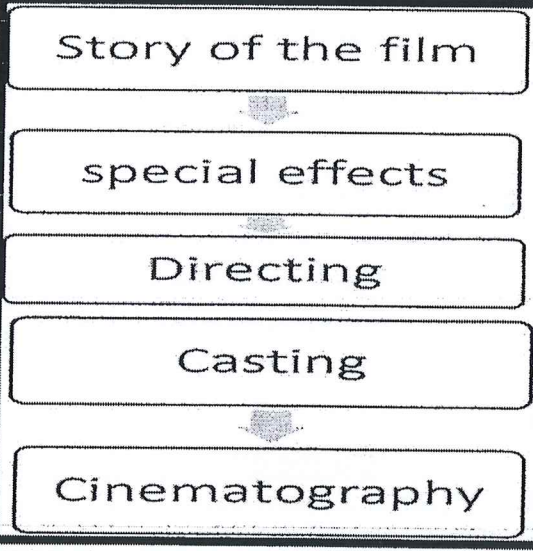 Story of the film
special effects
Directing
Casting
Cinematography